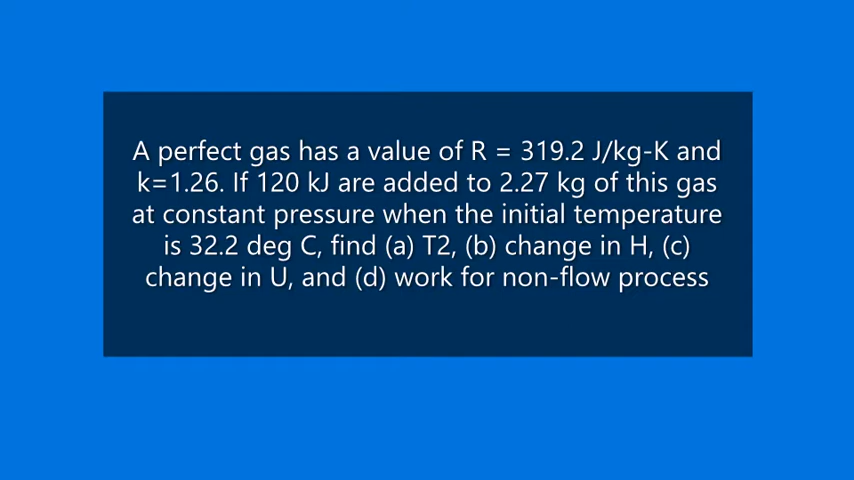 A perfect gas has a value of R = 319.2 J/kg-K and
k=1.26. If 120 kJ are added to 2.27 kg of this gas
at constant pressure when the initial temperature
is 32.2 deg C, find (a) T2, (b) change in H, (c)
change in U, and (d) work for non-flow process